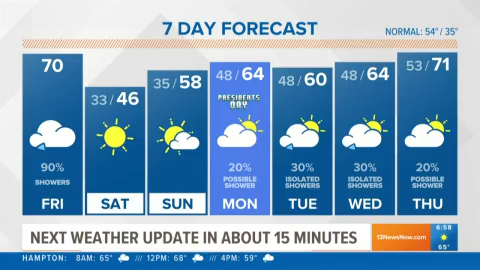 7 DAY FORECAST
NORMAL: 54° / 35°
70
33 / 46
35 / 58
48 / 64
48 / 60
48 / 64
53 / 71
PRESIDENTS
DAY
90%
SHOWERS
20%
POSSIBLE
SHOWER
30%
ISOLATED
SHOWERS
30%
ISOLATED
SHOWERS
20%
POSSIBLE
SHOWER
FRI
SAT
SUN
MON
TUE
WED
THU
NEXT WEATHER UPDATE IN ABOUT 15 MINUTES
13NewsNow.com
6:58
65°
HAMPTON: 8AM: 65° /// 12PM: 68° /// 4PM: 59°